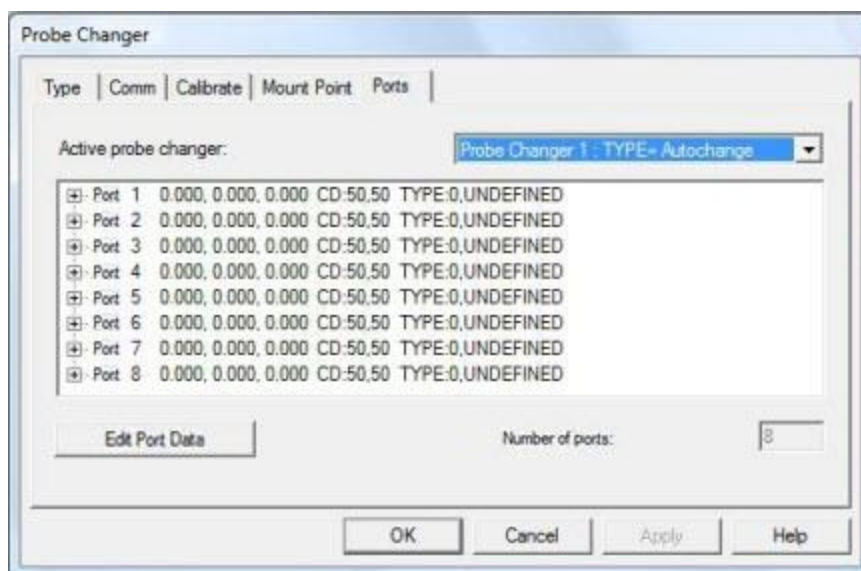 Probe Changer
Type Comm Calibrate Mount Point Ports
Active probe changer: Probe Changer 1 : TYPE= Autochange
Port 1 0.000, 0.000, 0.000 CD:50,50 TYPE:0,UNDEFINED
Port 2 0.000, 0.000, 0.000 CD:50,50 TYPE:0,UNDEFINED
Port 3 0.000, 0.000, 0.000 CD:50,50 TYPE:0,UNDEFINED
Port 4 0.000, 0.000, 0.000 CD:50,50 TYPE:0,UNDEFINED
Port 5 0.000, 0.000, 0.000 CD:50,50 TYPE:0,UNDEFINED
Port 6 0.000, 0.000, 0.000 CD:50,50 TYPE:0,UNDEFINED
Port 7 0.000, 0.000, 0.000 CD:50,50 TYPE:0,UNDEFINED
Port 8 0.000, 0.000, 0.000 CD:50,50 TYPE:0,UNDEFINED
Edit Port Data Number of ports: 8
OK Cancel Apply Help